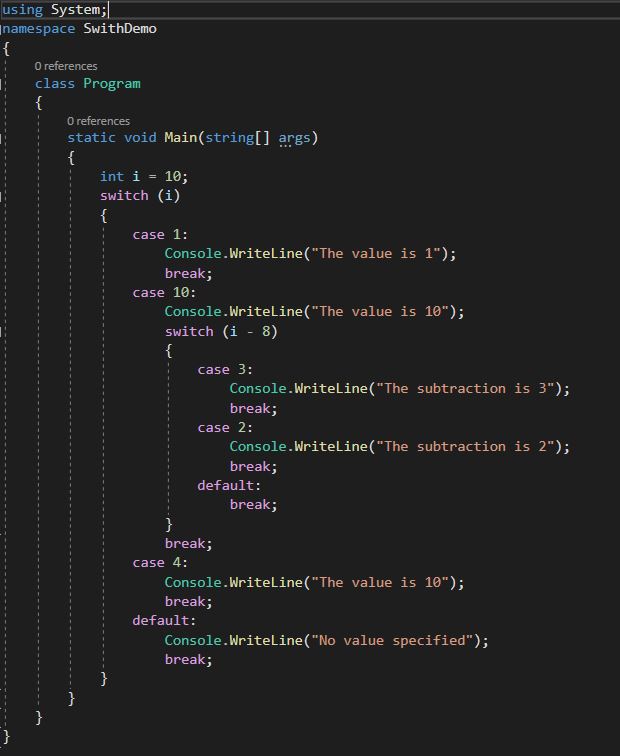 using System;
namespace SwithDemo
{
0 references
class Program
{
0 references
static void Main(string[] args)
{
int i = 10;
switch (i)
{
case 1:
Console.WriteLine("The value is 1");
break;
case 10:
Console.WriteLine("The value is 10");
switch (i - 8)
{
case 3:
Console.WriteLine("The subtraction is 3");
break;
case 2:
Console.WriteLine("The subtraction is 2");
break;
default:
break;
}
break;
case 4:
Console.WriteLine("The value is 10");
break;
default:
Console.WriteLine("No value specified");
break;
}
}
}
}